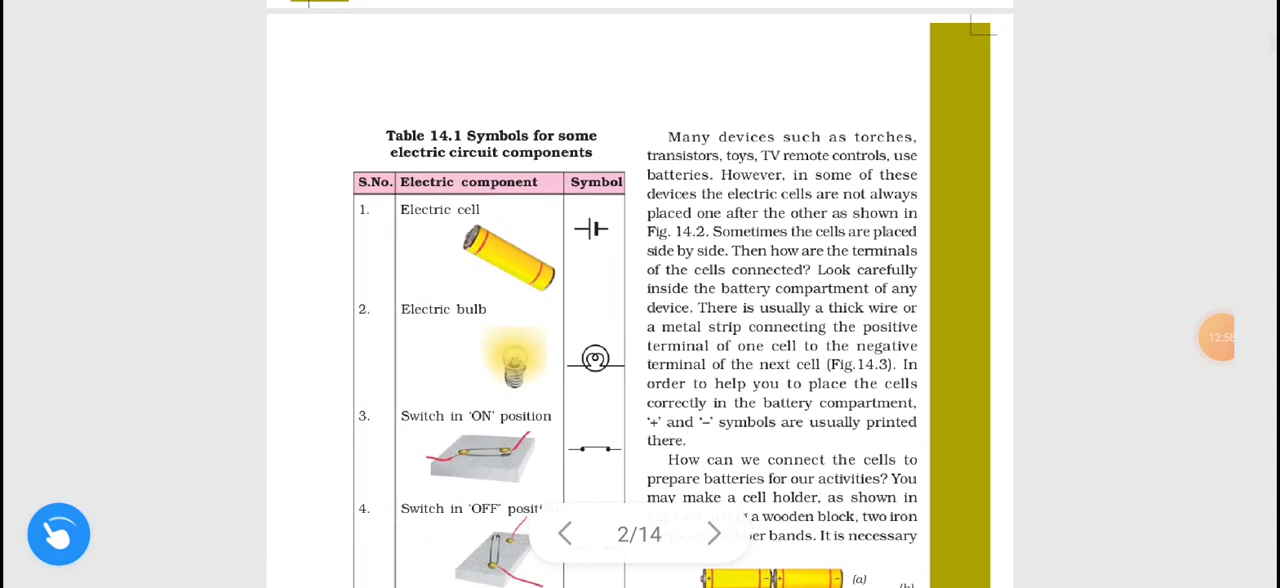 Table 14.1 Symbols for some
electric circuit components
S.No. Electric component Symbol
1. Electric cell
2. Electric bulb
3. Switch in ‘ON’ position
4. Switch in ‘OFF’
Many devices such as torches,
transistors, toys, TV remote controls, use
batteries. However, in some of these
devices the electric cells are not always
placed one after the other as shown in
Fig. 14.2. Sometimes the cells are placed
side by side. Then how are the terminals
of the cells connected? Look carefully
inside the battery compartment of any
device. There is usually a thick wire or
a metal strip connecting the positive
terminal of one cell to the negative
terminal of the next cell (Fig.14.3). In
order to help you to place the cells
correctly in the battery compartment,
‘+’ and ‘–’ symbols are usually printed
there.
How can we connect the cells to
prepare batteries for our activities? You
may make a cell holder, as shown in
a wooden block, two iron
bands. It is necessary
(a)
2/14
12:58